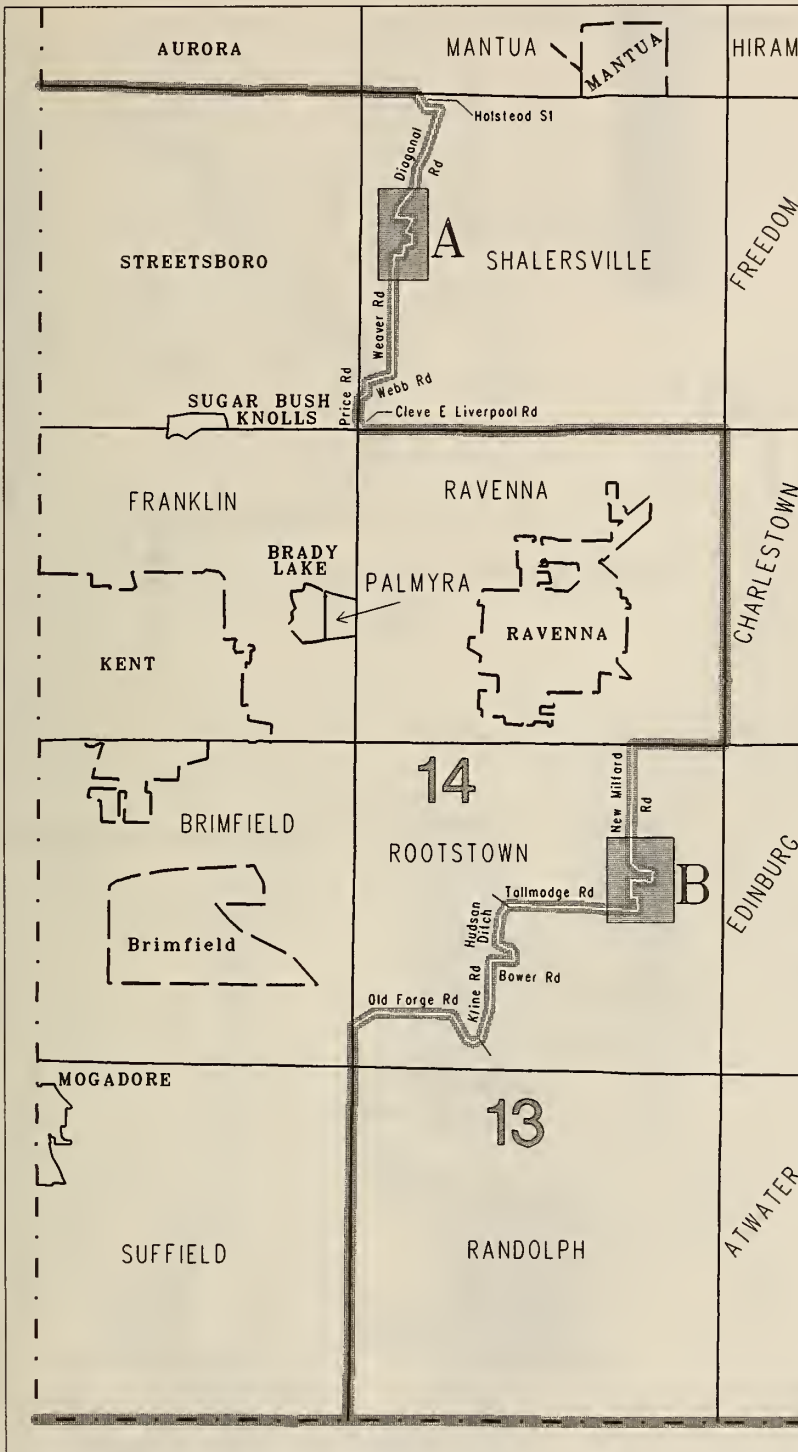 AURORA
MANTUA
MANTUA
HIRAM
Holsteod St
Diagonal
Rd
A
STREETSBORO
SHALERSVILLE
FREEDOM
Weaver Rd
Webb Rd
Price Rd
SUGAR BUSH
KNOLLS
Cleve E Liverpool Rd
FRANKLIN
RAVENNA
CHARLESTOWN
BRADY
LAKE
PALMYRA
RAVENNA
KENT
14
New Milford
Rd
BRIMFIELD
ROOTSTOWN
B
EDINBURG
Tollmodge Rd
Hudson
Ditch
Brimfield
Kline Rd
Bower Rd
Old Forge Rd
MOGADORE
13
SUFFIELD
RANDOLPH
ATWATER